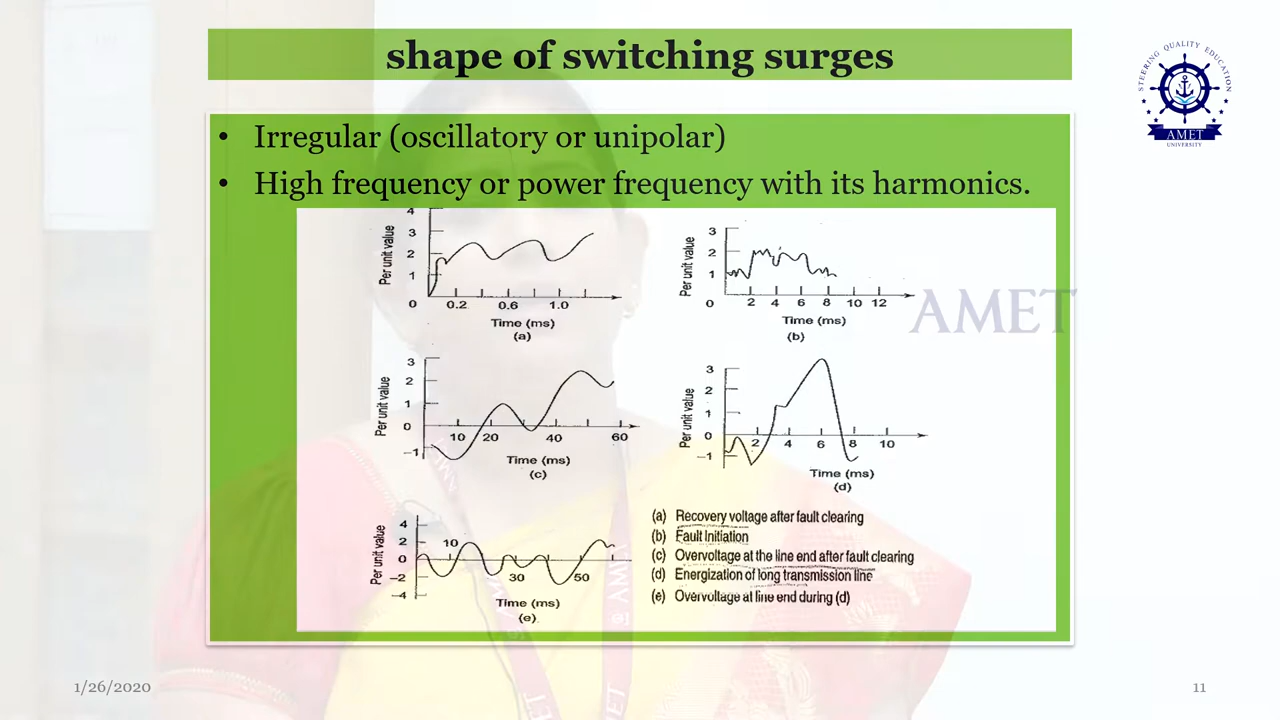 shape of switching surges
STEERING QUALITY EDUCATION
AMET
UNIVERSITY
• Irregular (oscillatory or unipolar)
• High frequency or power frequency with its harmonics.
Per unit value
4
3
2
1
0
0.2 0.6 1.0
Time (ms)
(a)
Per unit value
3
2
1
0
2 4 6 8 10 12
Time (ms)
(b)
AMET
Per unit value
3
2
1
0
−1
10 20 40 60
Time (ms)
(c)
Per unit value
3
2
1
0
−1
2 4 6 8 10
Time (ms)
(d)
Per unit value
4
2
0
−2
−4
10 30 50
Time (ms)
(e)
(a) Recovery voltage after fault clearing
(b) Fault Initiation
(c) Overvoltage at the line end after fault clearing
(d) Energization of long transmission line
(e) Overvoltage at line end during (d)
1/26/2020
11